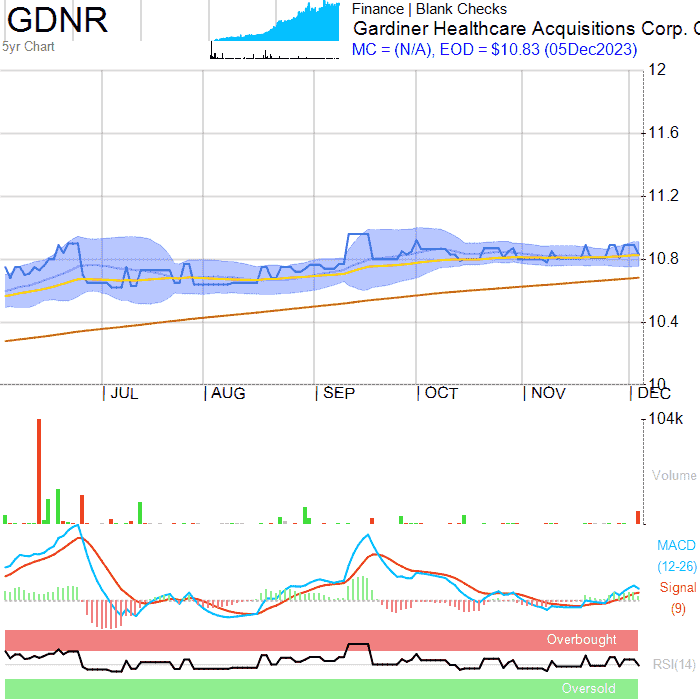 GDNR
5yr Chart
Finance | Blank Checks
Gardiner Healthcare Acquisitions Corp. C
MC = (N/A), EOD = $10.83 (05Dec2023)
12
11.6
11.2
10.8
10.4
10
| JUL | AUG | SEP | OCT | NOV | DEC
104k
Volume
MACD
(12-26)
Signal
(9)
Overbought
RSI(14)
Oversold